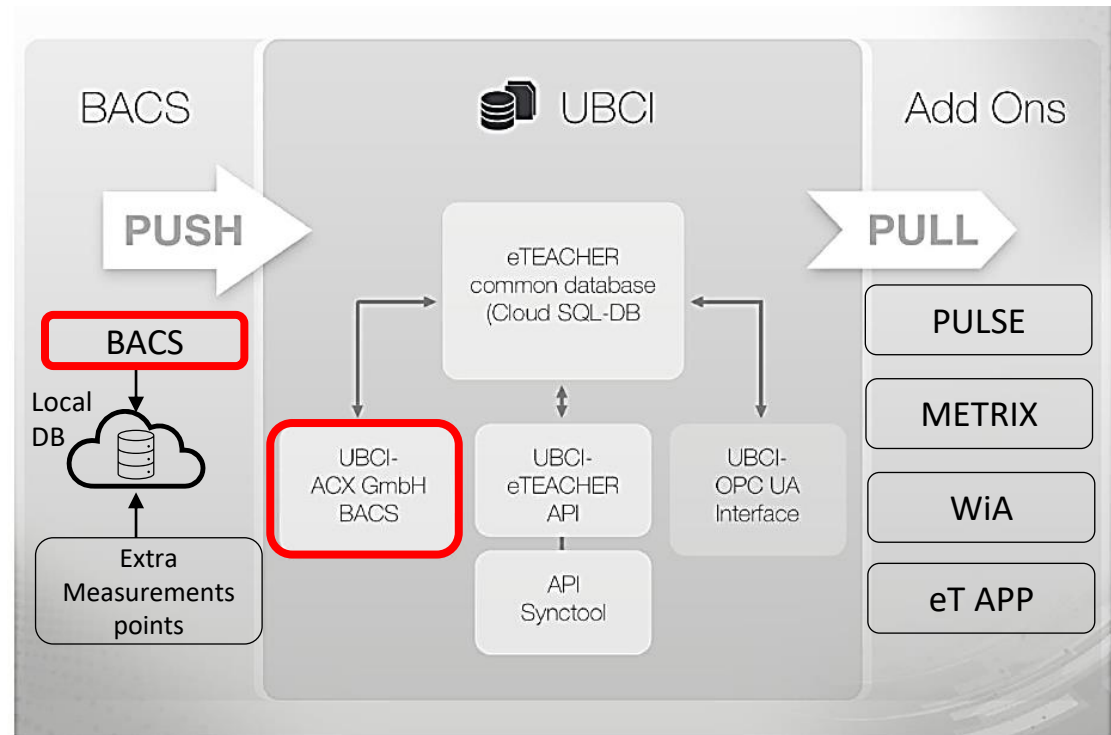 BACS
UBCI
Add Ons
PUSH
PULL
BACS
Local
DB
Extra
Measurements
points
eTEACHER
common database
(Cloud SQL-DB
UBCI-
ACX GmbH
BACS
UBCI-
eTEACHER
API
UBCI-
OPC UA
Interface
API
Synctool
PULSE
METRIX
WiA
eT APP